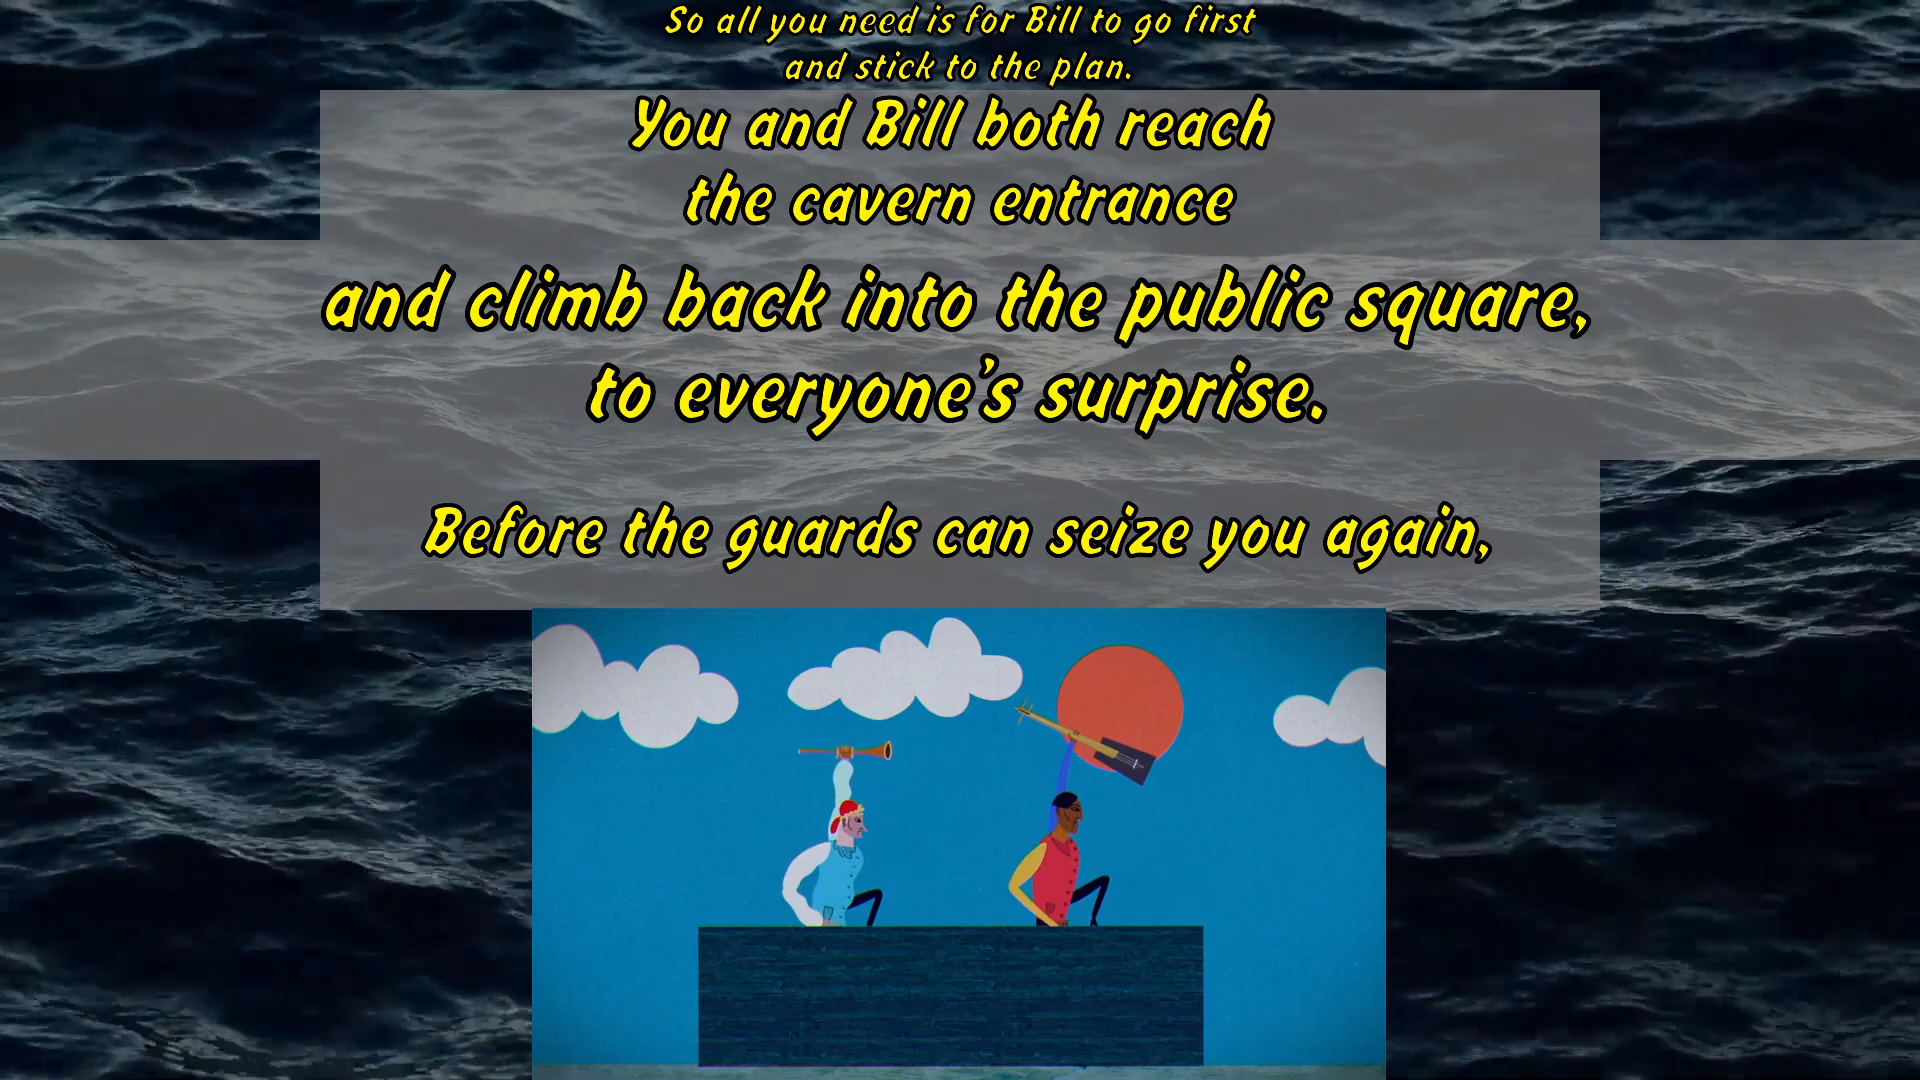 So all you need is for Bill to go first
and stick to the plan.
You and Bill both reach
the cavern entrance
and climb back into the public square,
to everyone’s surprise.
Before the guards can seize you again,